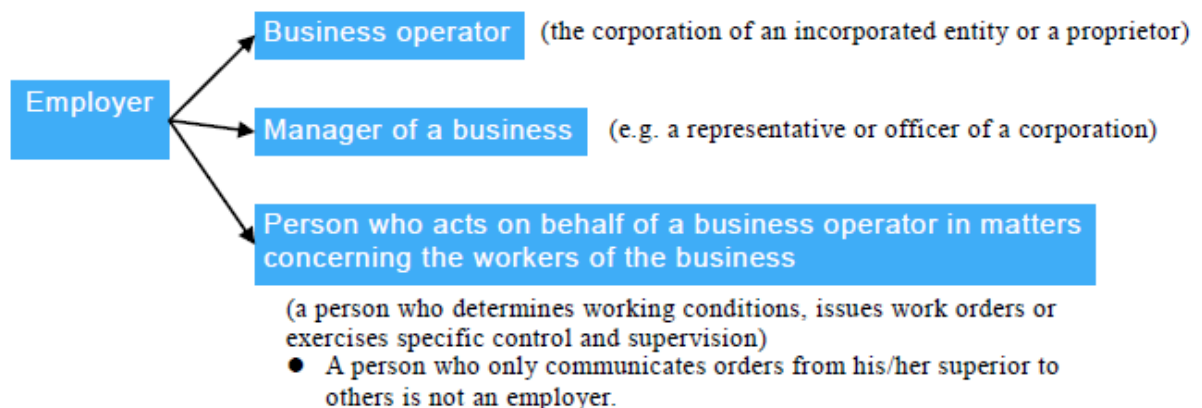 Employer
Business operator (the corporation of an incorporated entity or a proprietor)
Manager of a business (e.g. a representative or officer of a corporation)
Person who acts on behalf of a business operator in matters
concerning the workers of the business
(a person who determines working conditions, issues work orders or
exercises specific control and supervision)
● A person who only communicates orders from his/her superior to
others is not an employer.